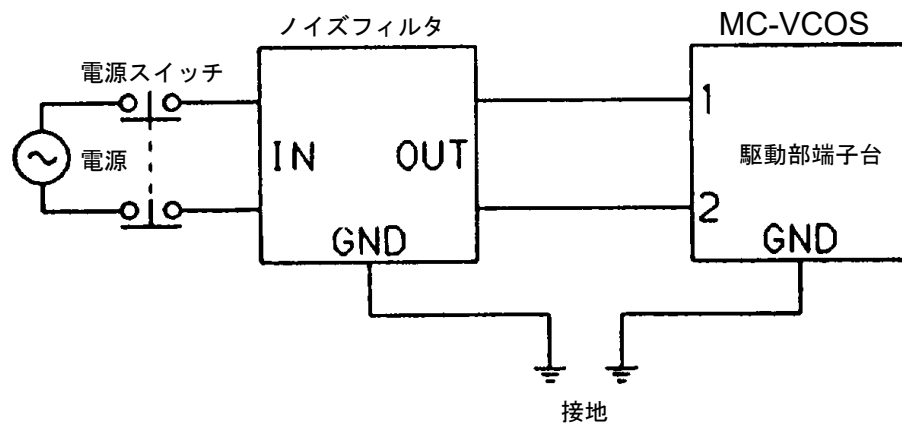 ノイズフィルタ
MC-VCOS
電源スイッチ
電源
IN
OUT
GND
1
駆動部端子台
2
GND
接地